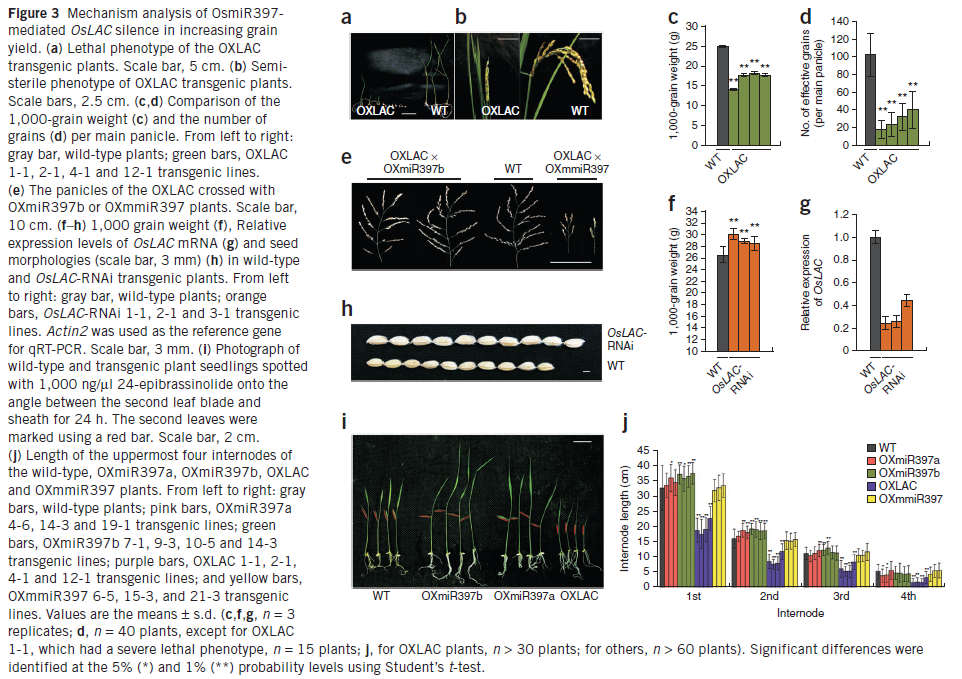 Figure 3 Mechanism analysis of OsmiR397-
mediated OsLAC silence in increasing grain
yield. (a) Lethal phenotype of the OXLAC
transgenic plants. Scale bar, 5 cm. (b) Semi-
sterile phenotype of OXLAC transgenic plants.
Scale bars, 2.5 cm. (c,d) Comparison of the
1,000-grain weight (c) and the number of
grains (d) per main panicle. From left to right:
gray bar, wild-type plants; green bars, OXLAC
1-1, 2-1, 4-1 and 12-1 transgenic lines.
(e) The panicles of the OXLAC crossed with
OXmiR397b or OXmmiR397 plants. Scale bar,
10 cm. (f–h) 1,000 grain weight (f), Relative
expression levels of OsLAC mRNA (g) and seed
morphologies (scale bar, 3 mm) (h) in wild-type
and OsLAC-RNAi transgenic plants. From left
to right: gray bar, wild-type plants; orange
bars, OsLAC-RNAi 1-1, 2-1 and 3-1 transgenic
lines. Actin2 was used as the reference gene
for qRT-PCR. Scale bar, 3 mm. (i) Photograph of
wild-type and transgenic plant seedlings spotted
with 1,000 ng/μl 24-epibrassinolide onto the
angle between the second leaf blade and
sheath for 24 h. The second leaves were
marked using a red bar. Scale bar, 2 cm.
(j) Length of the uppermost four internodes of
the wild-type, OXmiR397a, OXmiR397b, OXLAC
and OXmmiR397 plants. From left to right: gray
bars, wild-type plants; pink bars, OXmiR397a
4-6, 14-3 and 19-1 transgenic lines; green
bars, OXmiR397b 7-1, 9-3, 10-5 and 14-3
transgenic lines; purple bars, OXLAC 1-1, 2-1,
4-1 and 12-1 transgenic lines; and yellow bars,
OXmmiR397 6-5, 15-3, and 21-3 transgenic
lines. Values are the means ± s.d. (c,f,g, n = 3
replicates; d, n = 40 plants, except for OXLAC
1-1, which had a severe lethal phenotype, n = 15 plants; j, for OXLAC plants, n > 30 plants; for others, n > 60 plants). Significant differences were
identified at the 5% (*) and 1% (**) probability levels using Student's t-test.
a
OXLAC WT
b
OXLAC WT
c
1,000-grain weight (g)
30
25
20
15
10
5
0
** ** ** **
WT
OXLAC
d
No. of effective grains
(per main panicle)
140
120
100
80
60
40
20
0
** ** ** **
WT
OXLAC
e
OXLAC ×
OXmiR397b
WT
OXLAC ×
OXmmiR397
f
1,000-grain weight (g)
34
32
30
28
26
24
22
20
18
16
14
12
10
** ** **
WT
OsLAC-
RNAi
g
Relative expression
of OsLAC
1.2
1.0
0.8
0.6
0.4
0.2
0
WT
OsLAC-
RNAi
h
OsLAC-
RNAi
WT
i
WT OXmiR397b OXmiR397a OXLAC
j
Internode length (cm)
45
40
35
30
25
20
15
10
5
0
WT
OXmiR397a
OXmiR397b
OXLAC
OXmmiR397
1st 2nd 3rd 4th
Internode